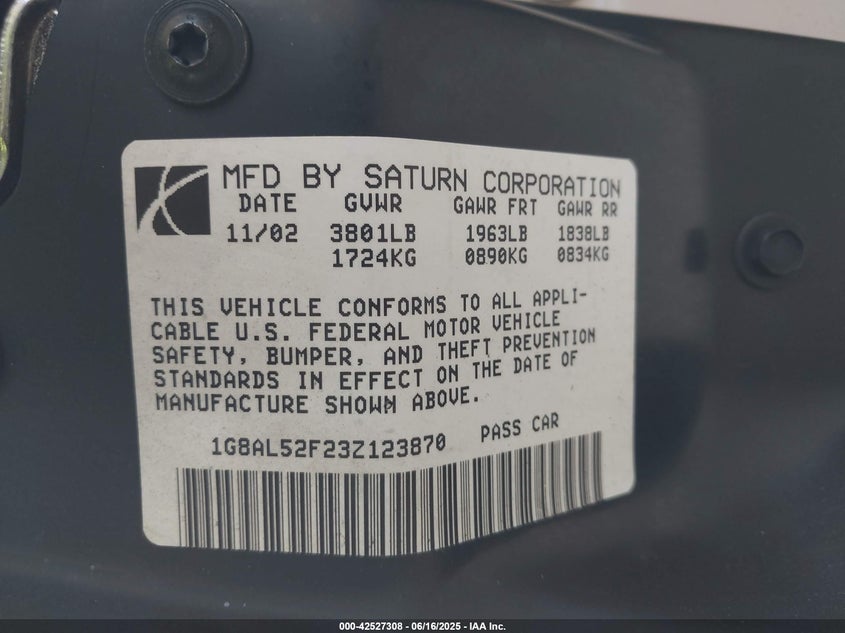 MFD BY SATURN CORPORATION
DATE GVWR GAWR FRT GAWR RR
11/02 3801LB 1963LB 1838LB
1724KG 0890KG 0834KG
THIS VEHICLE CONFORMS TO ALL APPLI-
CABLE U.S. FEDERAL MOTOR VEHICLE
SAFETY, BUMPER, AND THEFT PREVENTION
STANDARDS IN EFFECT ON THE DATE OF
MANUFACTURE SHOWN ABOVE.
1G8AL52F23Z123870 PASS CAR
000-42527308 - 06/16/2025 - IAA Inc.